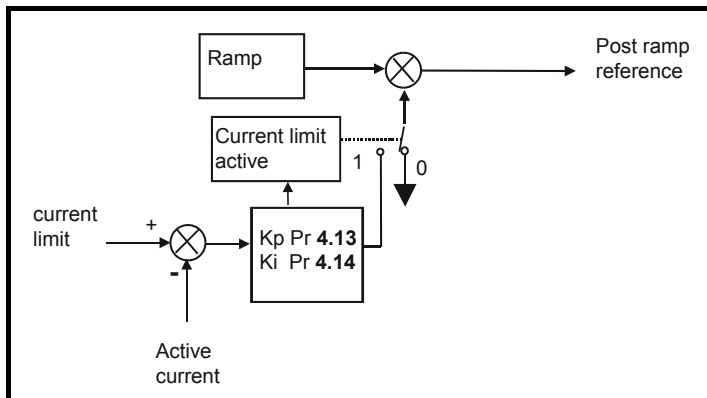 Ramp
Post ramp
reference
Current limit
active
1
0
current
limit
+
-
Kp Pr 4.13
Ki Pr 4.14
Active
current